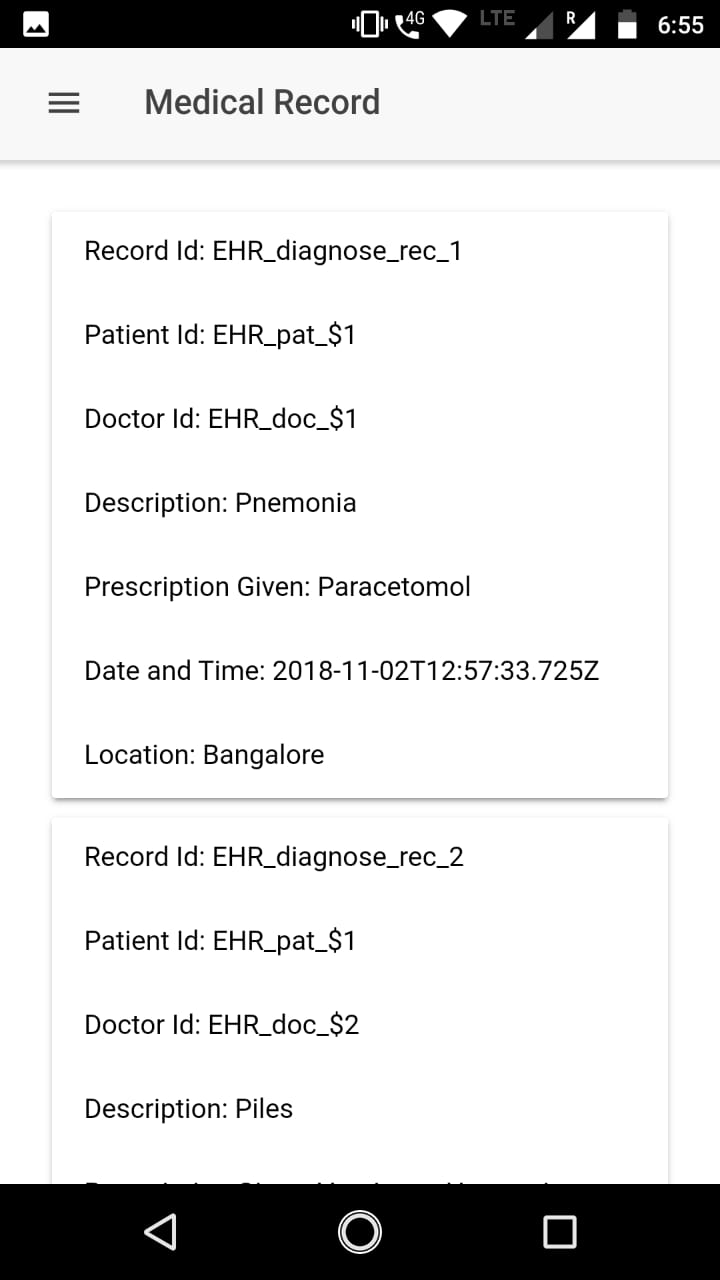 4G LTE R 6:55
Medical Record
Record Id: EHR_diagnose_rec_1
Patient Id: EHR_pat_$1
Doctor Id: EHR_doc_$1
Description: Pnemonia
Prescription Given: Paracetomol
Date and Time: 2018-11-02T12:57:33.725Z
Location: Bangalore
Record Id: EHR_diagnose_rec_2
Patient Id: EHR_pat_$1
Doctor Id: EHR_doc_$2
Description: Piles